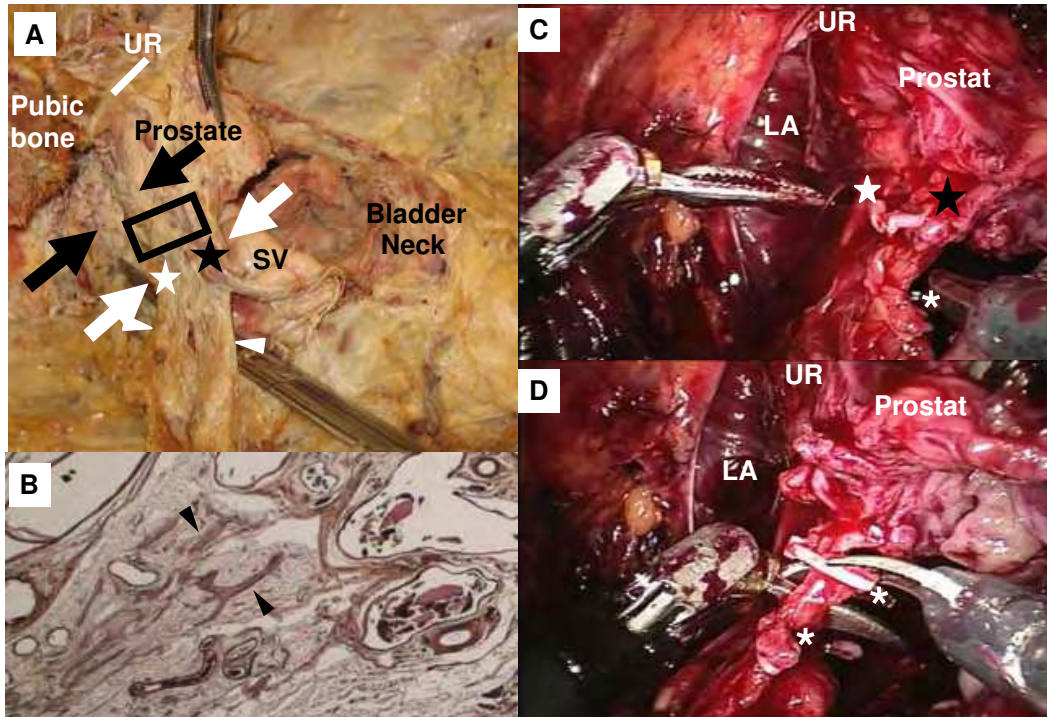 A
UR
Pubic
bone
Prostate
Bladder
Neck
SV
B
C
UR
Prostat
LA
*
D
UR
Prostat
LA
*
*